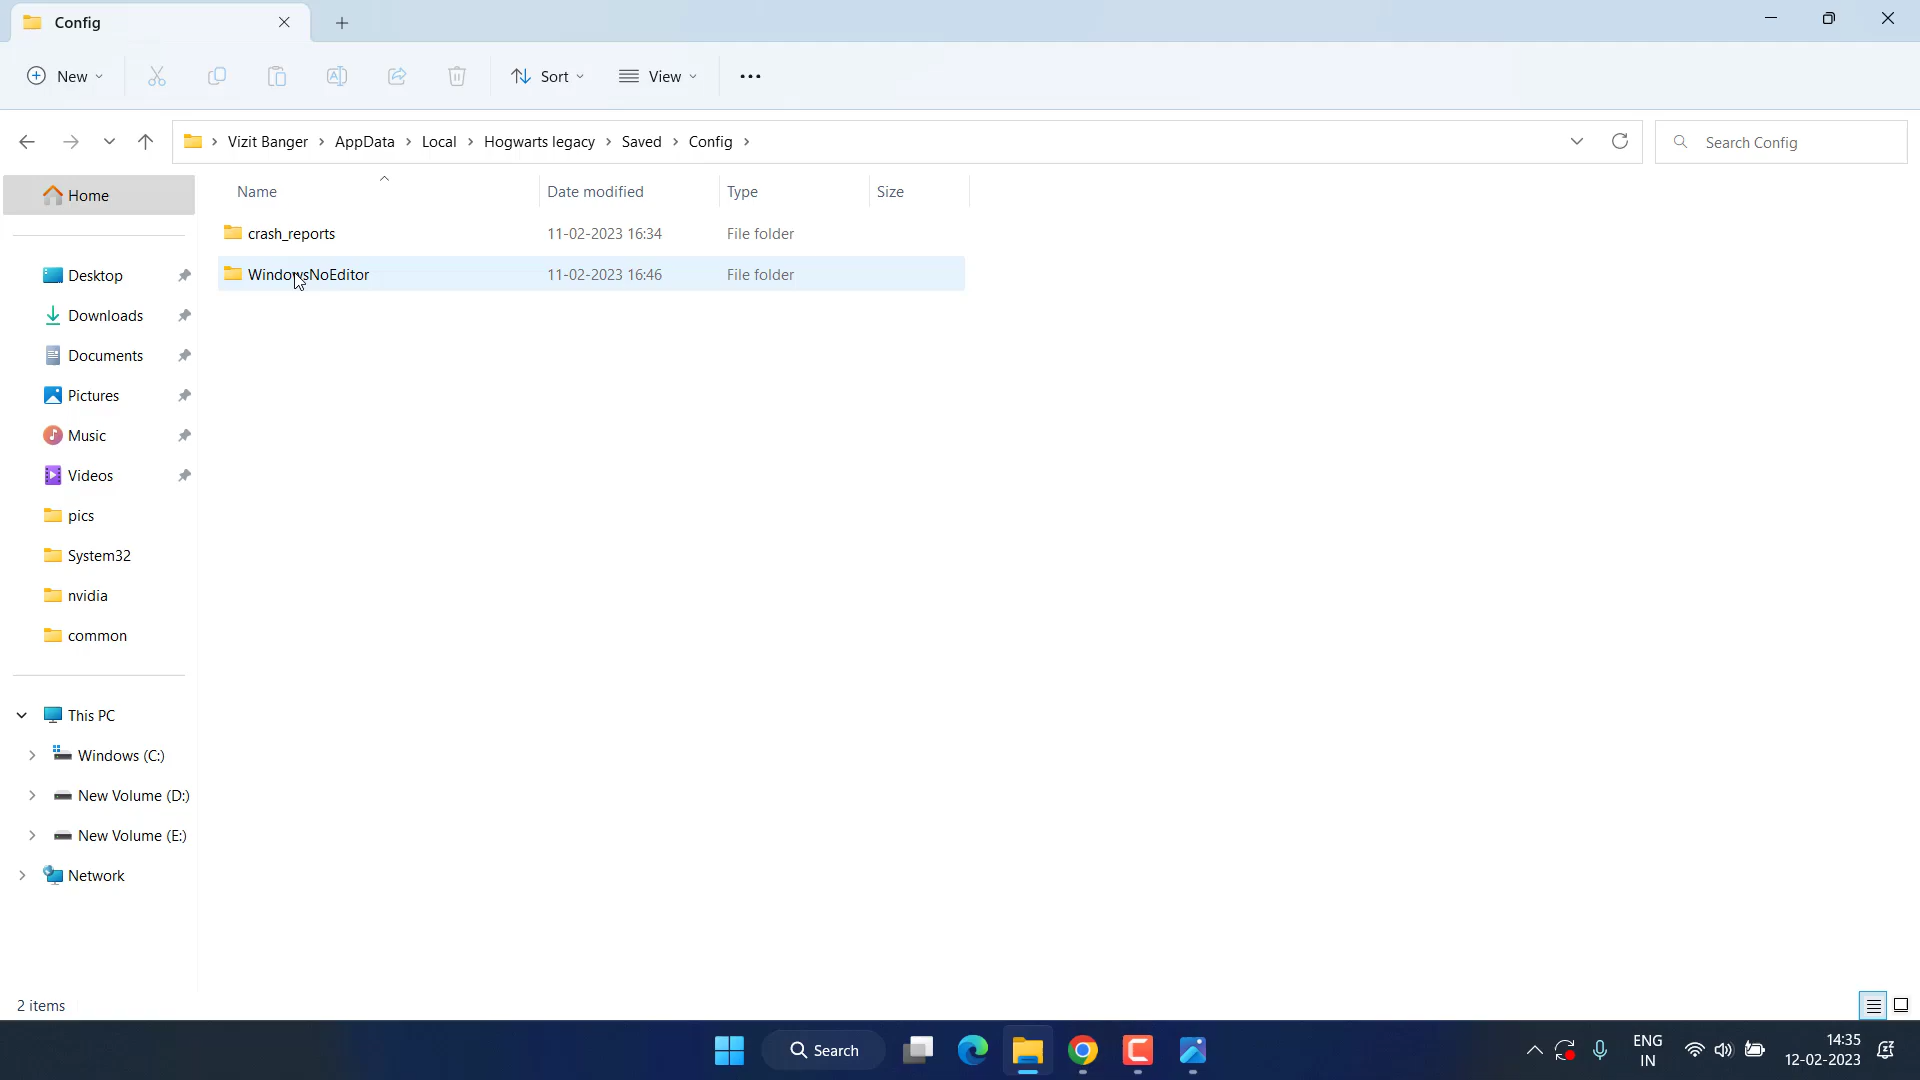 Config
New
Sort
View
Vizit Banger
AppData
Local
Hogwarts legacy
Saved
Config
Search Config
Home
Name
Date modified
Type
Size
crash_reports
11-02-2023 16:34
File folder
WindowsNoEditor
11-02-2023 16:46
File folder
Desktop
Downloads
Documents
Pictures
Music
Videos
pics
System32
nvidia
common
This PC
Windows (C:)
New Volume (D:)
New Volume (E:)
Network
2 items
Search
ENG
IN
14:35
12-02-2023